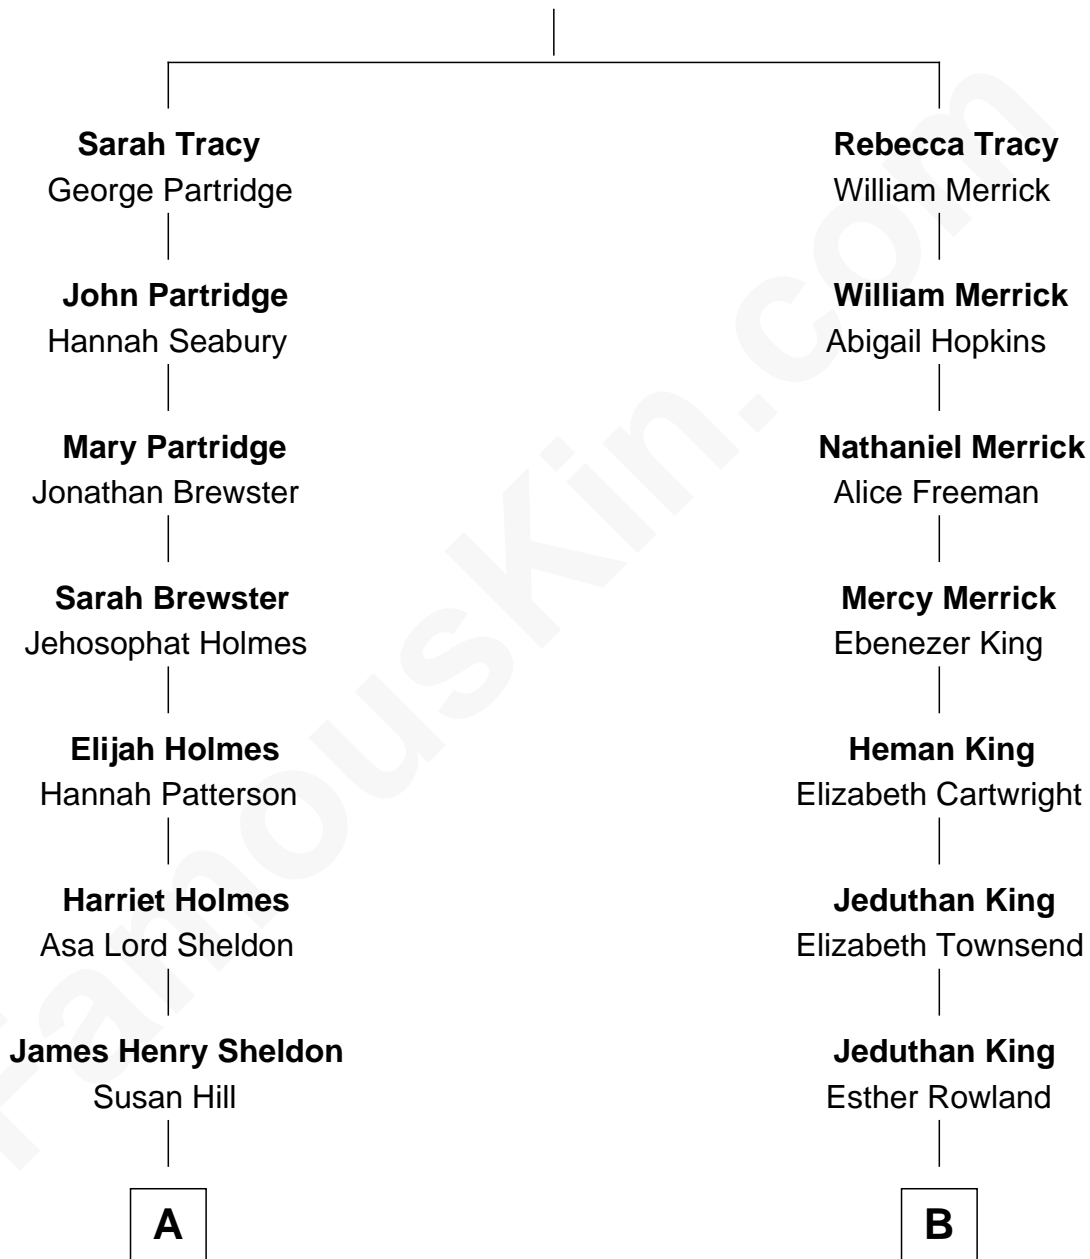 Sarah Tracy
George Partridge
John Partridge
Hannah Seabury
Mary Partridge
Jonathan Brewster
Sarah Brewster
Jehosophat Holmes
Elijah Holmes
Hannah Patterson
Harriet Holmes
Asa Lord Sheldon
James Henry Sheldon
Susan Hill
A
Rebecca Tracy
William Merrick
William Merrick
Abigail Hopkins
Nathaniel Merrick
Alice Freeman
Mercy Merrick
Ebenezer King
Heman King
Elizabeth Cartwright
Jeduthan King
Elizabeth Townsend
Jeduthan King
Esther Rowland
B
FamousKin.com